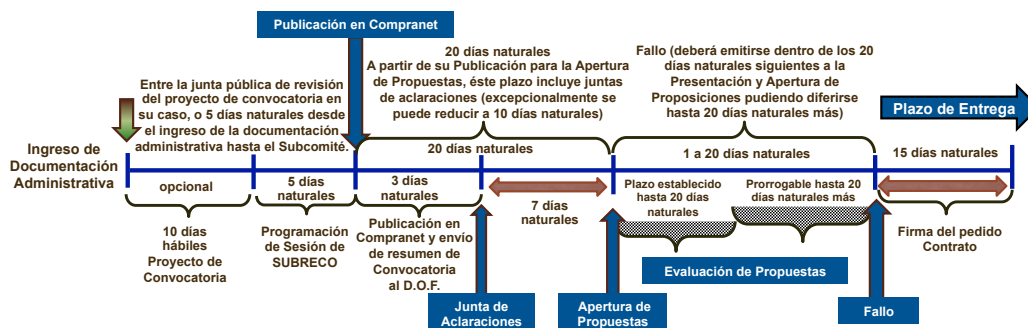 Publicación en Compranet
20 días naturales
A partir de su Publicación para la Apertura
de Propuestas, éste plazo incluye juntas
de aclaraciones (excepcionalmente se
puede reducir a 10 días naturales)
Fallo (deberá emitirse dentro de los 20
días naturales siguientes a la
Presentación y Apertura de
Proposiciones pudiendo diferirse
hasta 20 días naturales más)
Plazo de Entrega
Entre la junta pública de revisión
del proyecto de convocatoria en
su caso, o 5 días naturales desde
el ingreso de la documentación
administrativa hasta el Subcomité.
Ingreso de
Documentación
Administrativa
20 días naturales
1 a 20 días naturales
15 días naturales
opcional
5 días
naturales
3 días
naturales
7 días
naturales
Plazo establecido
hasta 20 días
naturales
Prorrogable hasta 20
días naturales más
10 días
hábiles
Proyecto de
Convocatoria
Programación
de Sesión de
SUBRECO
Publicación en
Compranet y envío
de resumen de
Convocatoria
al D.O.F.
Firma del pedido
Contrato
Evaluación de Propuestas
Junta de
Aclaraciones
Apertura de
Propuestas
Fallo